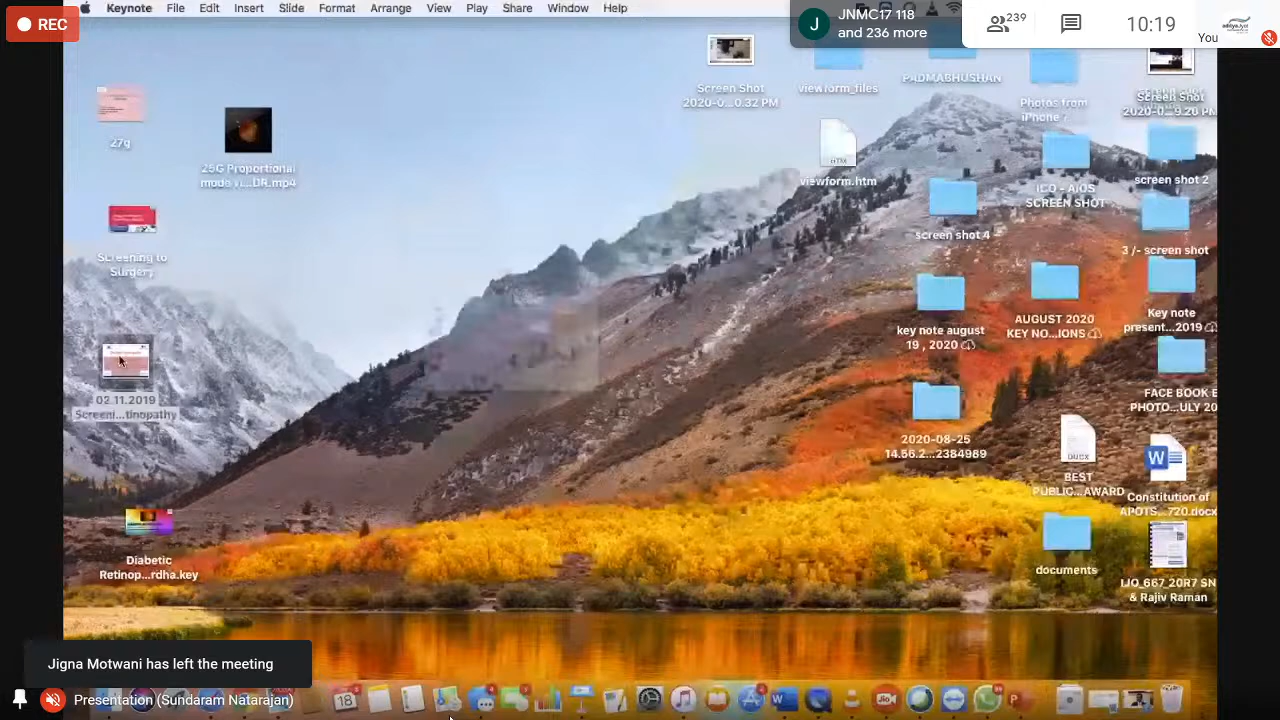 Keynote File Edit Insert Slide Format Arrange View Play Share Window Help
REC
J
JNMC17 118
and 236 more
239
10:19
You
27g
25G Proportional
mode vi...DR.mp4
Screening to
Surgery
02.11.2019
Screeni...tinopathy
Diabetic
Retinop...rdha.key
Screen Shot
2020-0...0.32 PM
viewform_files
PADMABHUSHAN
Photos from
iPhone 7
Screen Shot
2020-0...9.20 PM
HTM
viewform.htm
ICO - AIOS
SCREEN SHOT
screen shot 2
screen shot 4
3 /- screen shot
key note august
19 , 2020
AUGUST 2020
KEY NO...IONS
Key note
present...2019
FACE BOOK E
PHOTO...ULY 20
2020-08-25
14.56.2...2384989
DOCX
BEST
PUBLIC...AWARD
W
Constitution of
APOTS...720.docx
documents
IJO_667_20R7_SN
& Rajiv Raman
Jigna Motwani has left the meeting
Presentation (Sundaram Natarajan)
18
Jio